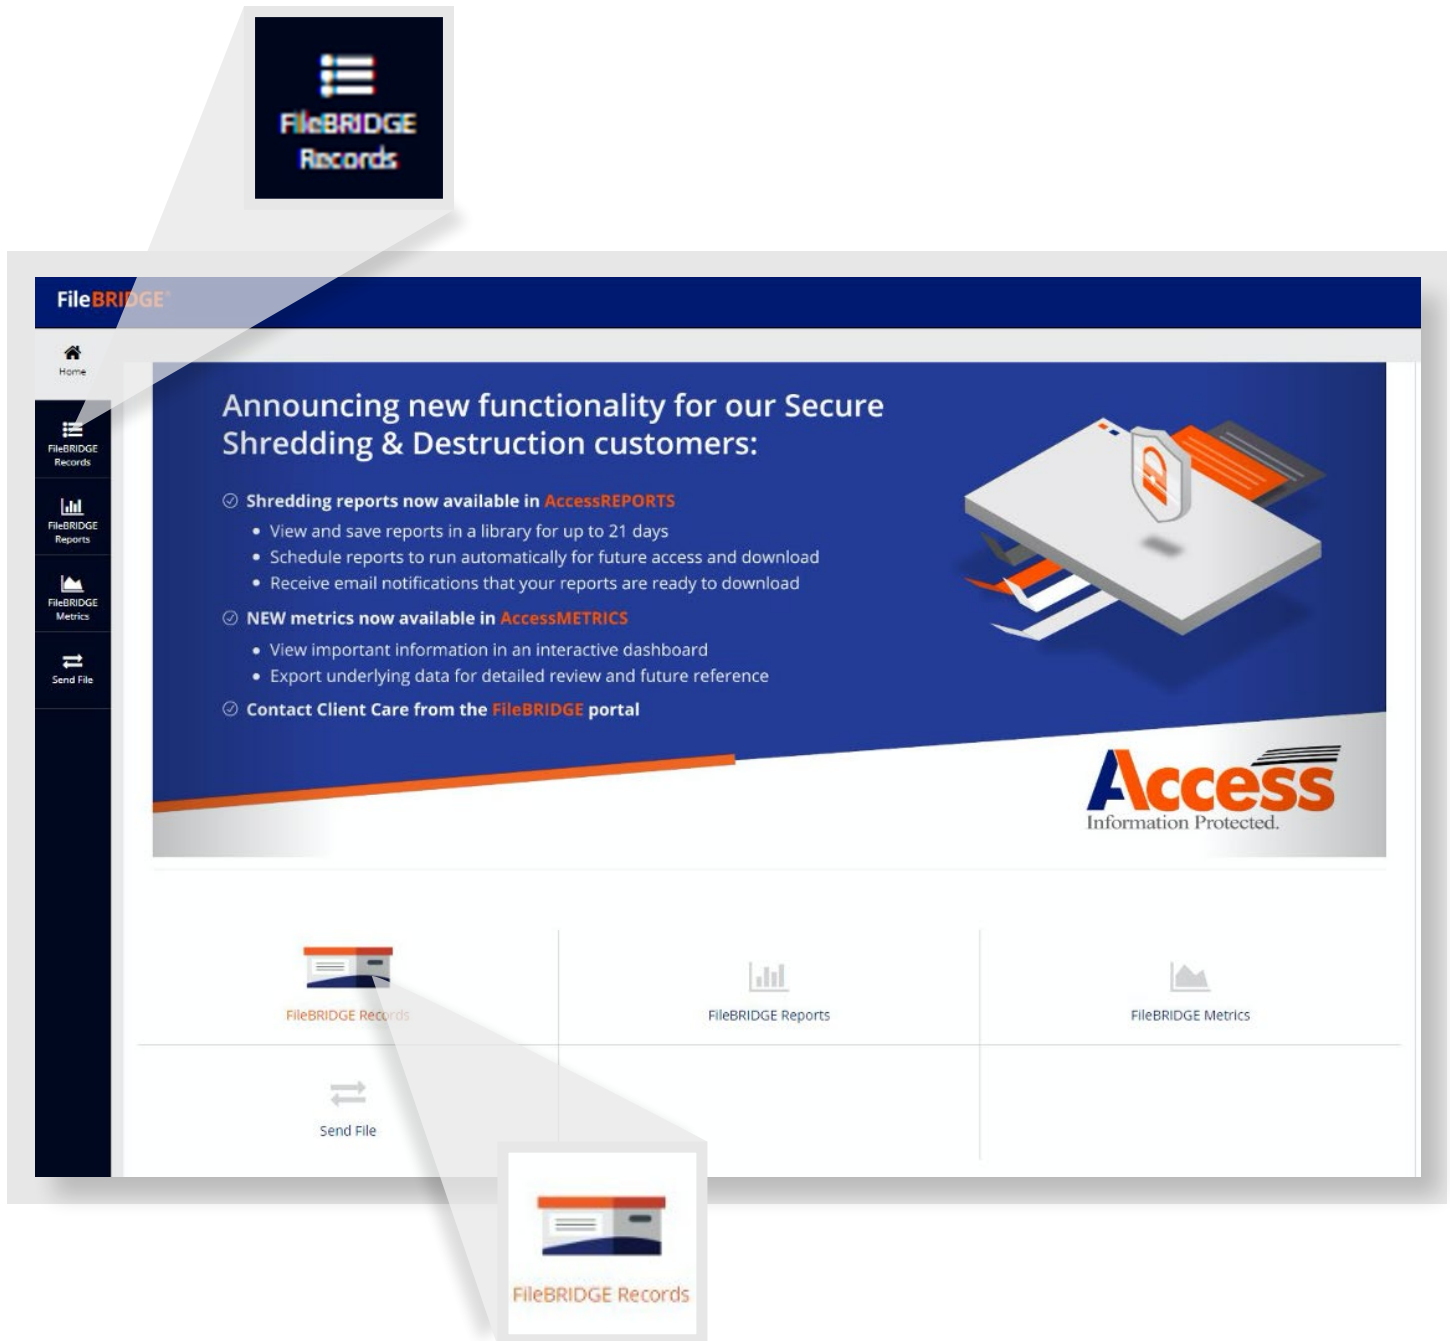 FileBRIDGE
Records
FileBRIDGE®
Home
FileBRIDGE
Records
FileBRIDGE
Reports
FileBRIDGE
Metrics
Send File
Announcing new functionality for our Secure
Shredding & Destruction customers:
Shredding reports now available in AccessREPORTS
• View and save reports in a library for up to 21 days
• Schedule reports to run automatically for future access and download
• Receive email notifications that your reports are ready to download
NEW metrics now available in AccessMETRICS
• View important information in an interactive dashboard
• Export underlying data for detailed review and future reference
Contact Client Care from the FileBRIDGE portal
Access
Information Protected.
FileBRIDGE Records
FileBRIDGE Reports
FileBRIDGE Metrics
Send File
FileBRIDGE Records